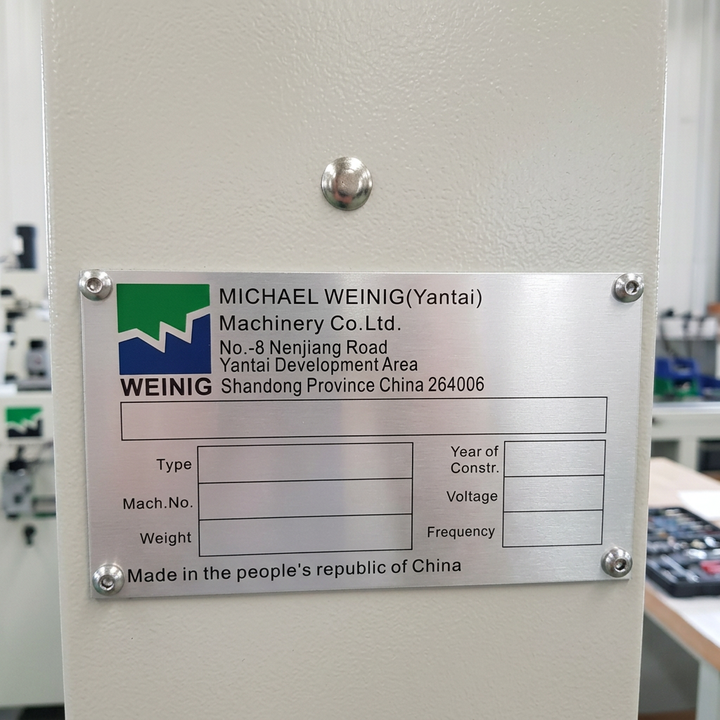 MICHAEL WEINIG(Yantai)
Machinery Co.Ltd.
No.-8 Nenjiang Road
Yantai Development Area
Shandong Province China 264006
WEINIG
Type
Mach.No.
Weight
Year of
Constr.
Voltage
Frequency
Made in the people's republic of China